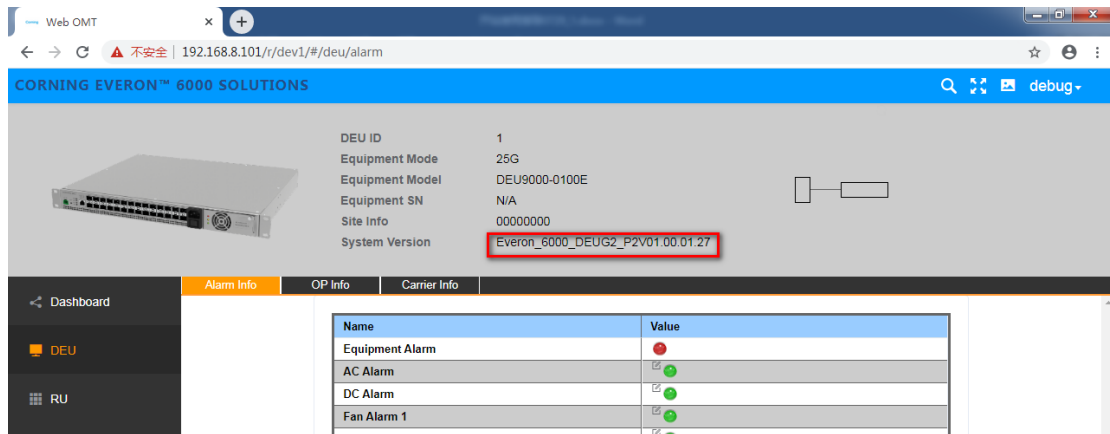 Web OMT
不安全 | 192.168.8.101/r/dev1/#/deu/alarm
CORNING EVERON™ 6000 SOLUTIONS
debug
DEU ID 1
Equipment Mode 25G
Equipment Model DEU9000-0100E
Equipment SN N/A
Site Info 00000000
System Version Everon_6000_DEUG2_P2V01.00.01.27
Alarm Info OP Info Carrier Info
Dashboard
DEU
RU
Name Value
Equipment Alarm
AC Alarm
DC Alarm
Fan Alarm 1